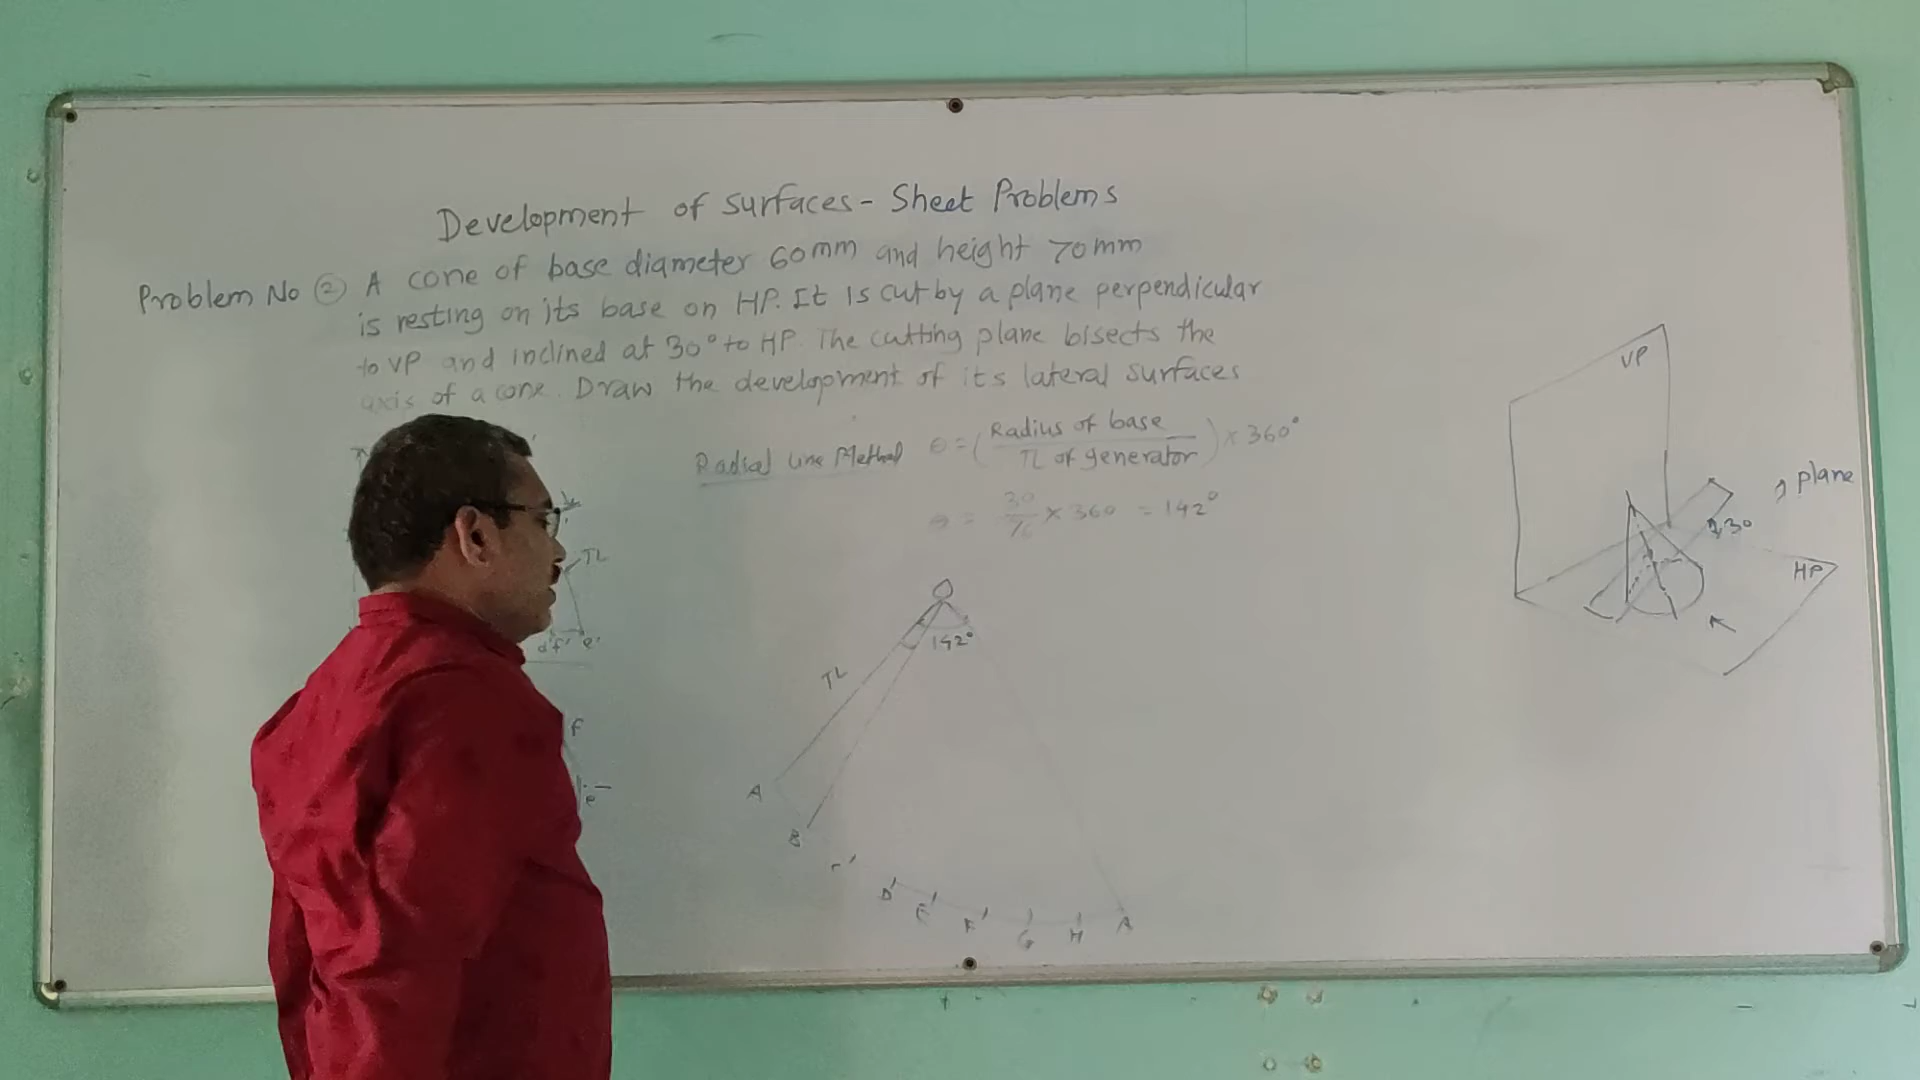 Development of surfaces - Sheet Problems
Problem No ② A cone of base diameter 60mm and height 70mm
is resting on its base on HP. It is cut by a plane perpendicular
to VP and inclined at 30° to HP. The cutting plane bisects the
axis of a cone. Draw the development of its lateral surfaces
Radial Line Method θ = (Radius of base / TL of generator) × 360°
θ = 30/76 × 360 = 142°
VP
plane
30
HP
TL
d'f' e'
f
e
O
142°
TL
A
B
D
E
F
G
H
A